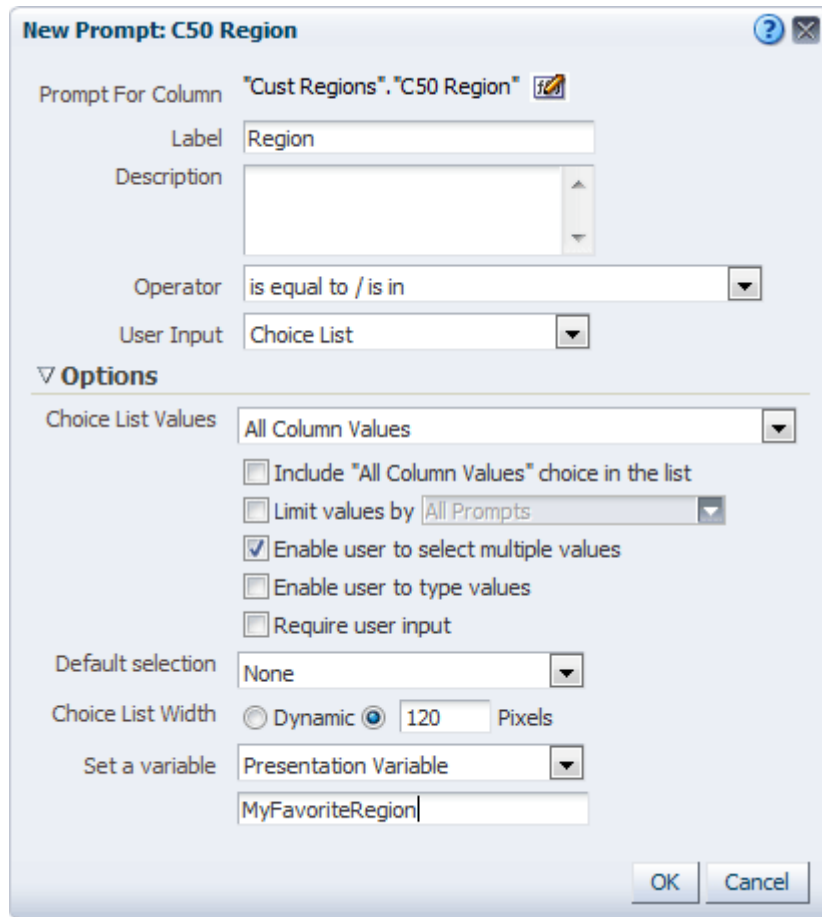 New Prompt: C50 Region
Prompt For Column "Cust Regions"."C50 Region"
Label Region
Description
Operator is equal to / is in
User Input Choice List
Options
Choice List Values All Column Values
Include "All Column Values" choice in the list
Limit values by All Prompts
Enable user to select multiple values
Enable user to type values
Require user input
Default selection None
Choice List Width Dynamic 120 Pixels
Set a variable Presentation Variable
MyFavoriteRegion
OK Cancel